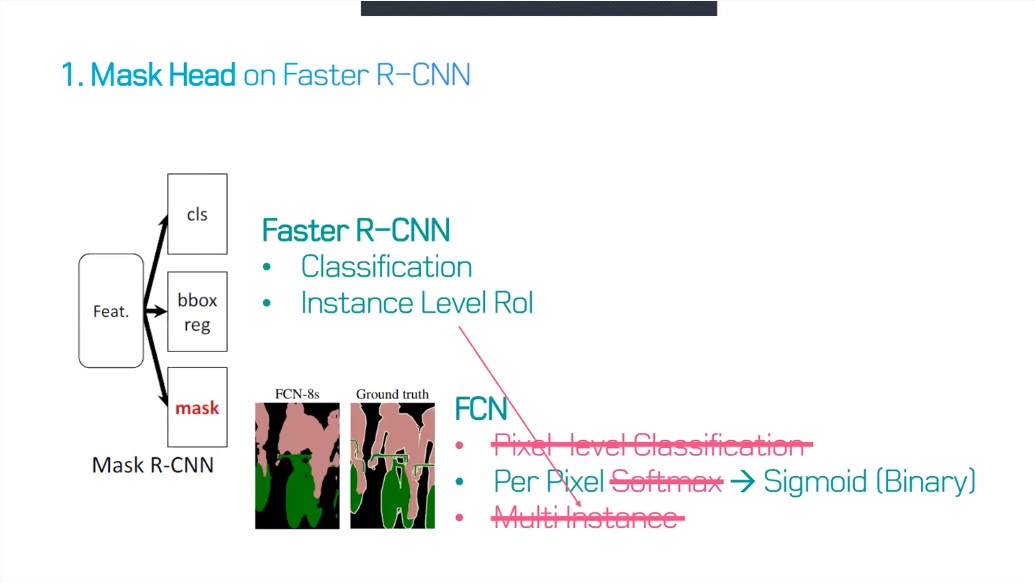 1. Mask Head on Faster R-CNN
cls
Feat.
bbox
reg
mask
Mask R-CNN
Faster R-CNN
• Classification
• Instance Level RoI
FCN-8s
Ground truth
FCN
• Pixel-level Classification
• Per Pixel Softmax → Sigmoid (Binary)
• Multi Instance